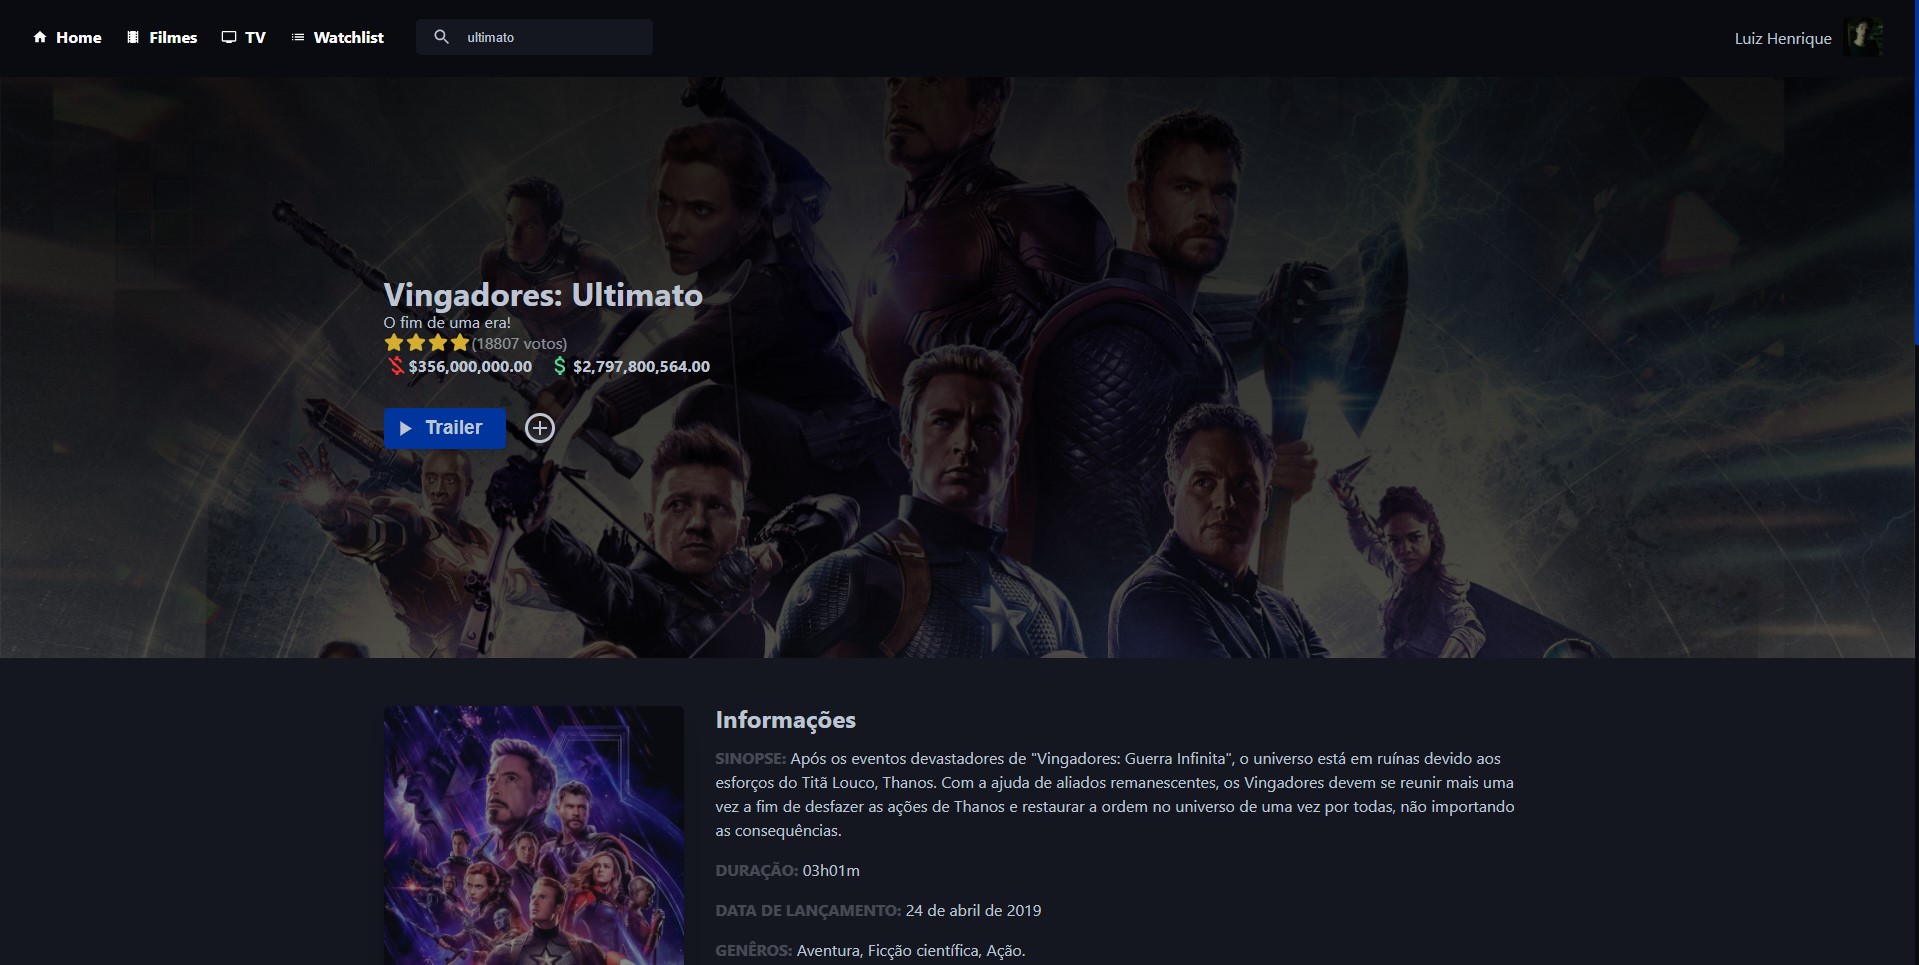 Home Filmes TV Watchlist ultimato Luiz Henrique
Vingadores: Ultimato
O fim de uma era!
(18807 votos)
$356,000,000.00 $2,797,800,564.00
Trailer
Informações
SINOPSE: Após os eventos devastadores de "Vingadores: Guerra Infinita", o universo está em ruínas devido aos
esforços do Titã Louco, Thanos. Com a ajuda de aliados remanescentes, os Vingadores devem se reunir mais uma
vez a fim de desfazer as ações de Thanos e restaurar a ordem no universo de uma vez por todas, não importando
as consequências.
DURAÇÃO: 03h01m
DATA DE LANÇAMENTO: 24 de abril de 2019
GENÊROS: Aventura, Ficção científica, Ação.